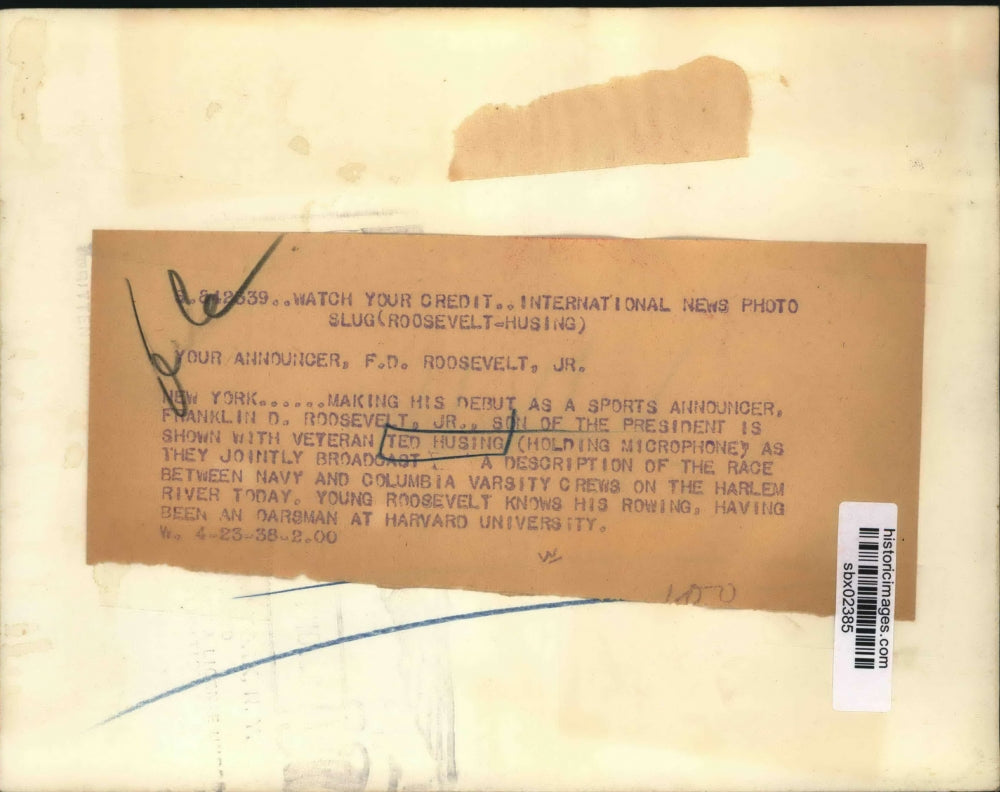 842339..WATCH YOUR CREDIT..INTERNATIONAL NEWS PHOTO
SLUG(ROOSEVELT-HUSING)
YOUR ANNOUNCER, F.D. ROOSEVELT, JR.
NEW YORK......MAKING HIS DEBUT AS A SPORTS ANNOUNCER,
FRANKLIN D. ROOSEVELT, JR., SON OF THE PRESIDENT IS
SHOWN WITH VETERAN TED HUSING (HOLDING MICROPHONE) AS
THEY JOINTLY BROADCAST A DESCRIPTION OF THE RACE
BETWEEN NAVY AND COLUMBIA VARSITY CREWS ON THE HARLEM
RIVER TODAY. YOUNG ROOSEVELT KNOWS HIS ROWING, HAVING
BEEN AN OARSMAN AT HARVARD UNIVERSITY.
W. 4-23-38-2.00
historicimages.com
sbx02385